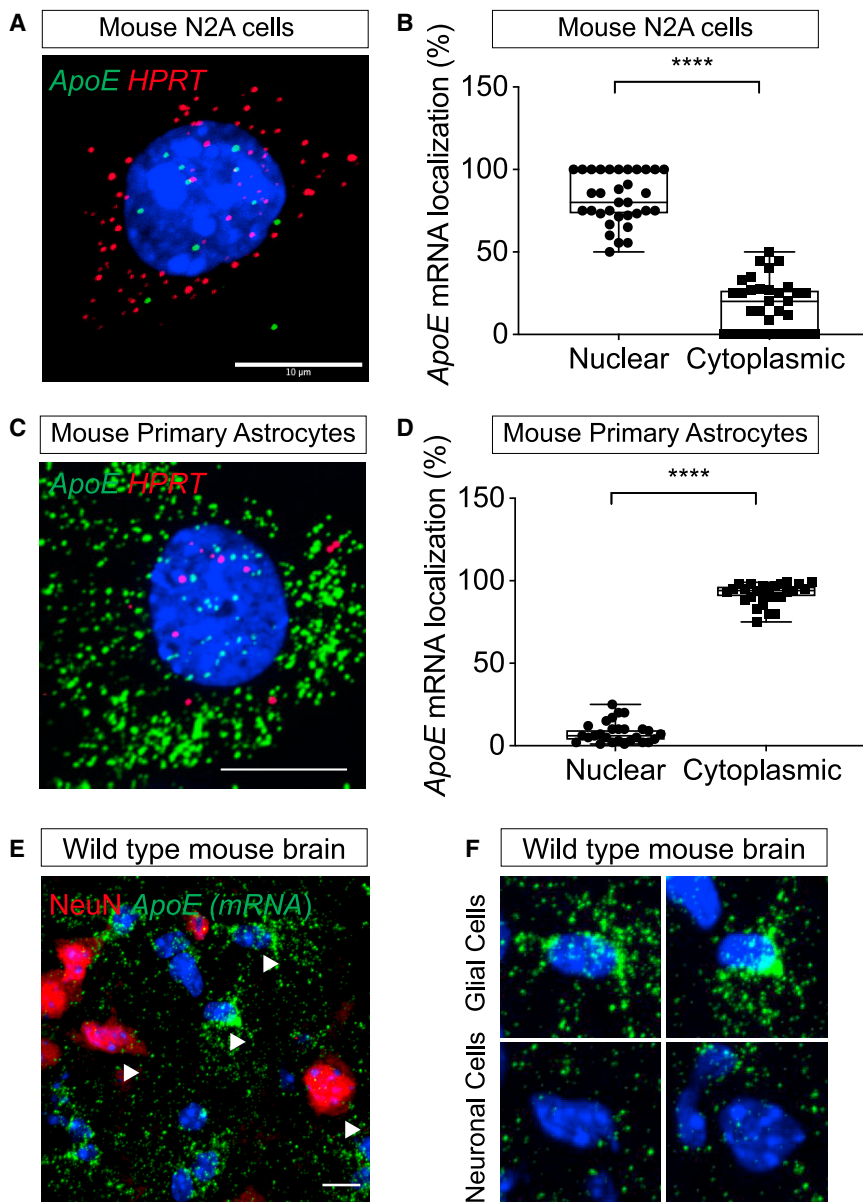 A
Mouse N2A cells
ApoE HPRT
10 μm
B
Mouse N2A cells
ApoE mRNA localization (%)
****
150
100
50
0
Nuclear
Cytoplasmic
C
Mouse Primary Astrocytes
ApoE HPRT
D
Mouse Primary Astrocytes
ApoE mRNA localization (%)
****
150
100
50
0
Nuclear
Cytoplasmic
E
Wild type mouse brain
NeuN ApoE (mRNA)
F
Wild type mouse brain
Glial Cells
Neuronal Cells